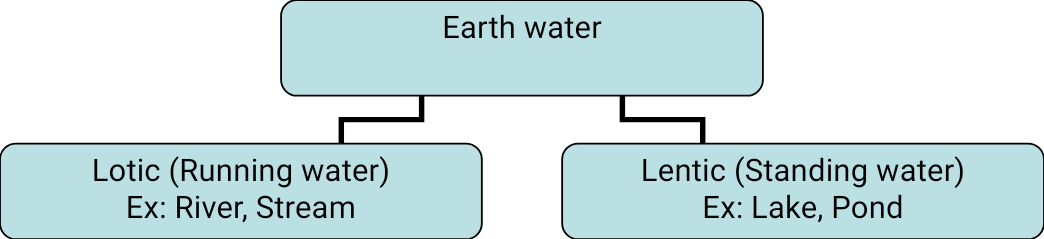 Earth water
Lotic (Running water)
Ex: River, Stream
Lentic (Standing water)
Ex: Lake, Pond